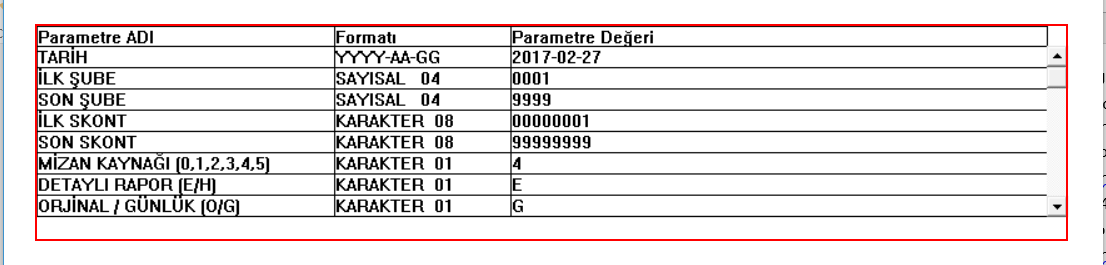 Parametre ADI Formatı Parametre Değeri
TARİH YYYY-AA-GG 2017-02-27
İLK ŞUBE SAYISAL 04 0001
SON ŞUBE SAYISAL 04 9999
İLK SKONT KARAKTER 08 00000001
SON SKONT KARAKTER 08 99999999
MİZAN KAYNAĞI (0,1,2,3,4,5) KARAKTER 01 4
DETAYLI RAPOR (E/H) KARAKTER 01 E
ORJİNAL / GÜNLÜK (O/G) KARAKTER 01 G